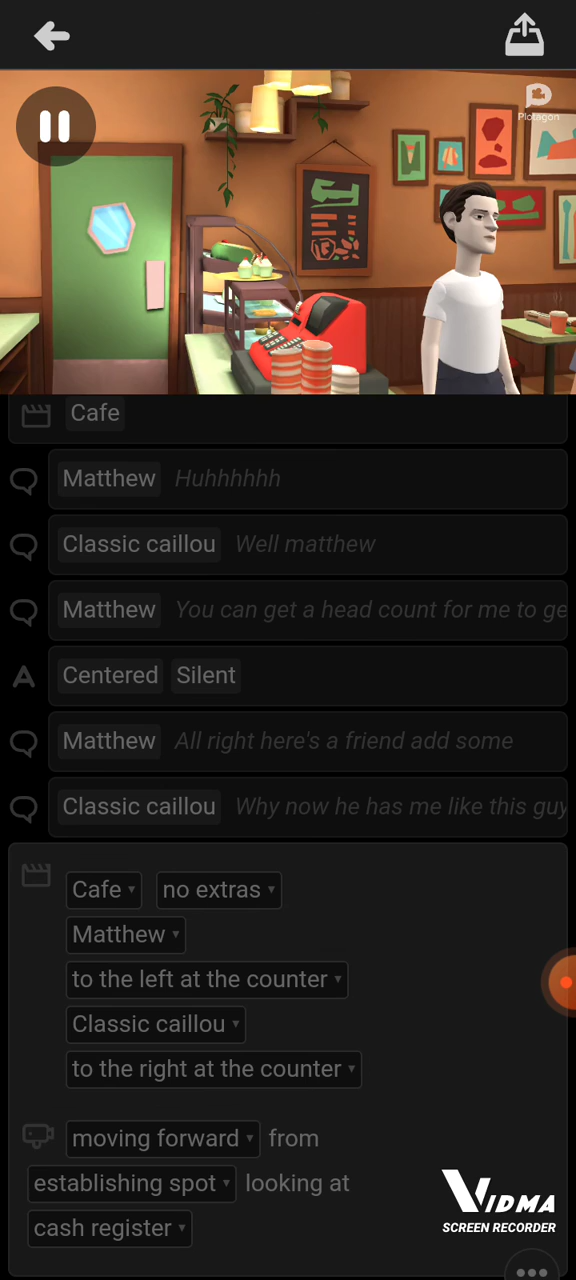 Plotagon
Cafe
Matthew Huhhhhhh
Classic caillou Well matthew
Matthew You can get a head count for me to ge
Centered Silent
Matthew All right here's a friend add some
Classic caillou Why now he has me like this guy
Cafe no extras
Matthew
to the left at the counter
Classic caillou
to the right at the counter
moving forward from
establishing spot looking at
cash register
VIDMA
SCREEN RECORDER